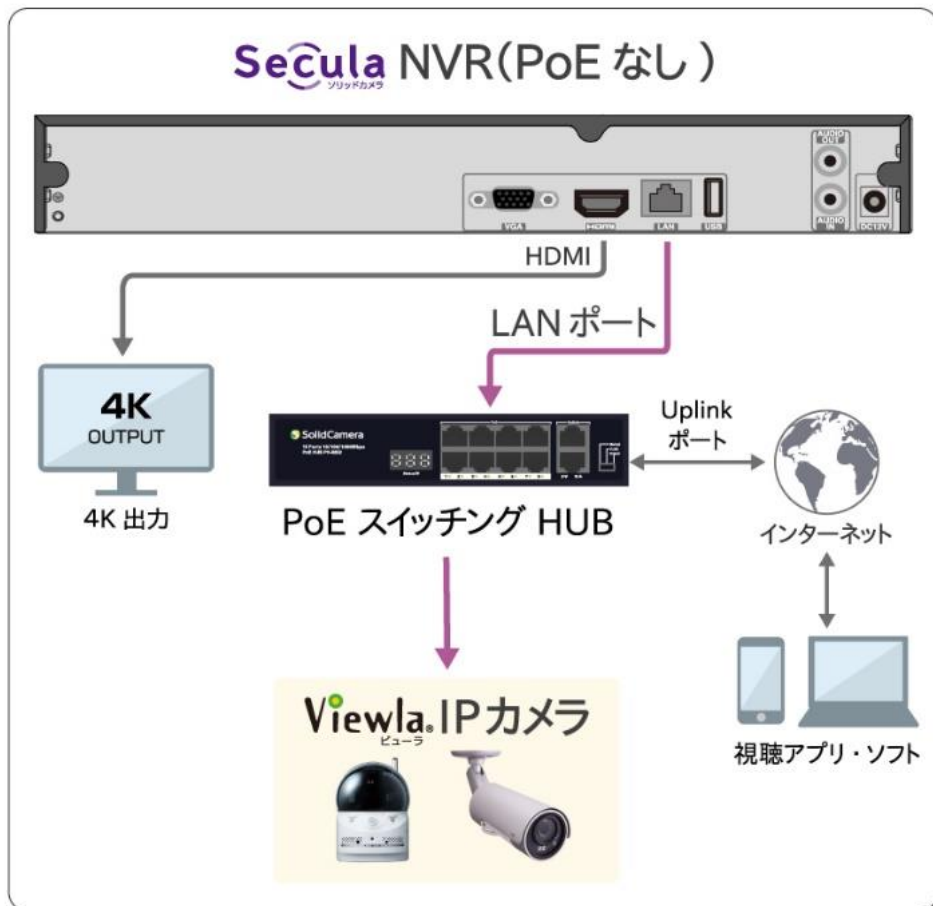 Secula NVR(PoE なし)
ソリッドカメラ
AUDIO OUT
VGA
HDMI
LAN
USB
AUDIO IN
DC12V
HDMI
LAN ポート
4K
OUTPUT
4K 出力
SolidCamera
PoE スイッチング HUB
Uplink
ポート
インターネット
Viewla® IPカメラ
ビューラ
視聴アプリ・ソフト